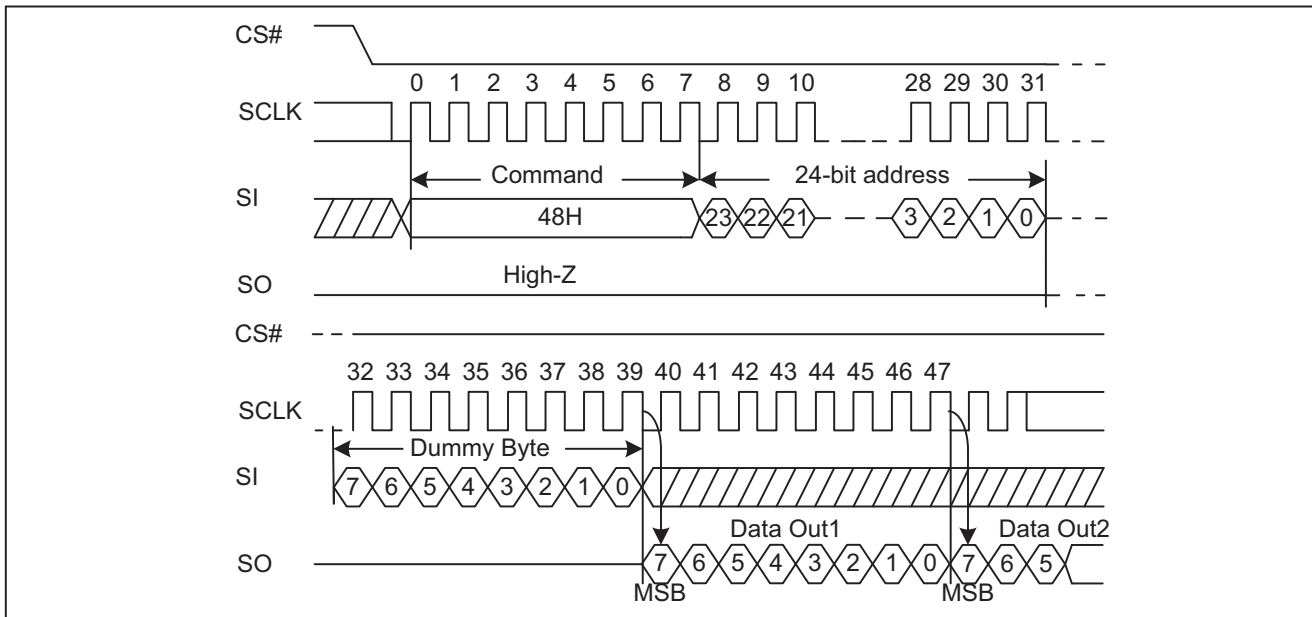 CS#
0 1 2 3 4 5 6 7 8 9 10 28 29 30 31
SCLK
Command 24-bit address
SI
48H 23 22 21 3 2 1 0
High-Z
SO
CS#
32 33 34 35 36 37 38 39 40 41 42 43 44 45 46 47
SCLK
Dummy Byte
SI
7 6 5 4 3 2 1 0
Data Out1 Data Out2
SO
7 6 5 4 3 2 1 0 7 6 5
MSB MSB